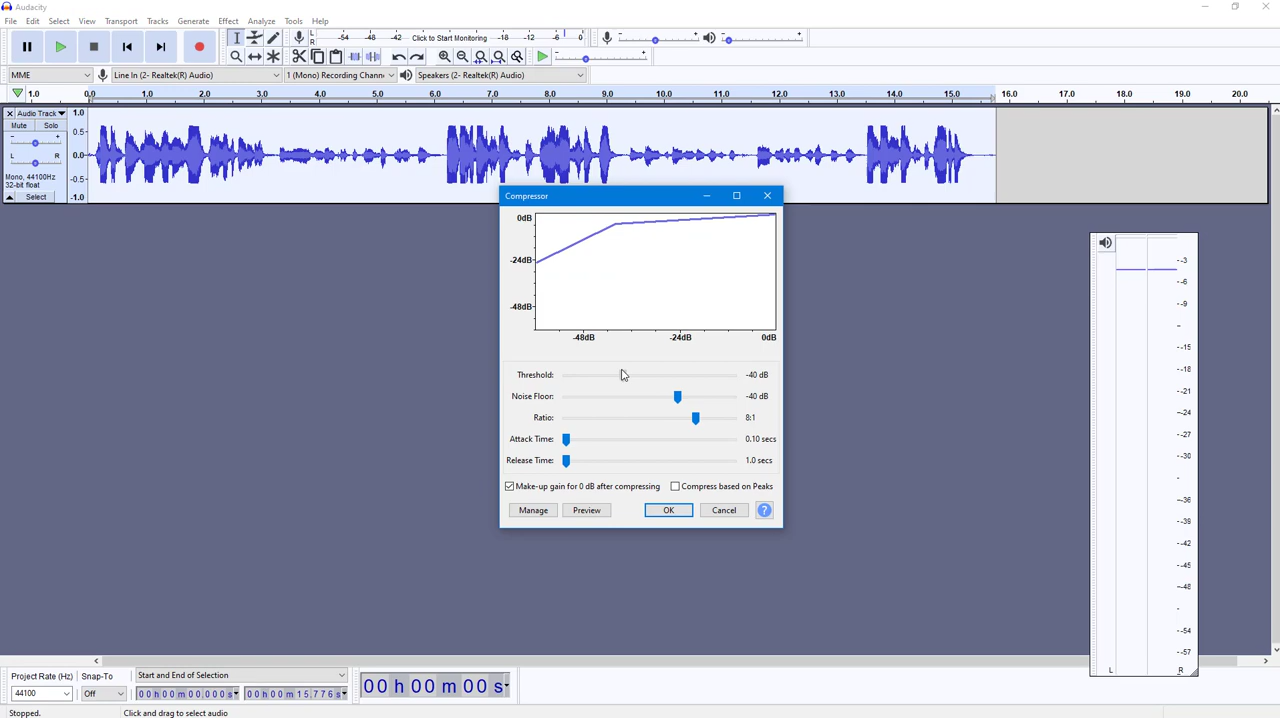 Audacity
File Edit Select View Transport Tracks Generate Effect Analyze Tools Help
L R -54 -48 -42 Click to Start Monitoring -18 -12 -6 0
MME Line In (2- Realtek(R) Audio) 1 (Mono) Recording Chann Speakers (2- Realtek(R) Audio)
1.0 0.0 1.0 2.0 3.0 4.0 5.0 6.0 7.0 8.0 9.0 10.0 11.0 12.0 13.0 14.0 15.0 16.0 17.0 18.0 19.0 20.0
Audio Track 1.0
Mute Solo
- + 0.5
L R 0.0
Mono, 44100Hz
32-bit float -0.5
Select -1.0
Compressor
0dB
-24dB
-48dB
-48dB -24dB 0dB
Threshold: -40 dB
Noise Floor: -40 dB
Ratio: 8:1
Attack Time: 0.10 secs
Release Time: 1.0 secs
Make-up gain for 0 dB after compressing Compress based on Peaks
Manage Preview OK Cancel ?
-3
-6
-9
-15
-18
-21
-24
-27
-30
-36
-39
-42
-45
-48
-54
-57
L R
Project Rate (Hz) Snap-To Start and End of Selection
44100 Off 00 h 00 m 00.000 s 00 h 00 m 15.776 s 00 h 00 m 00 s
Stopped. Click and drag to select audio